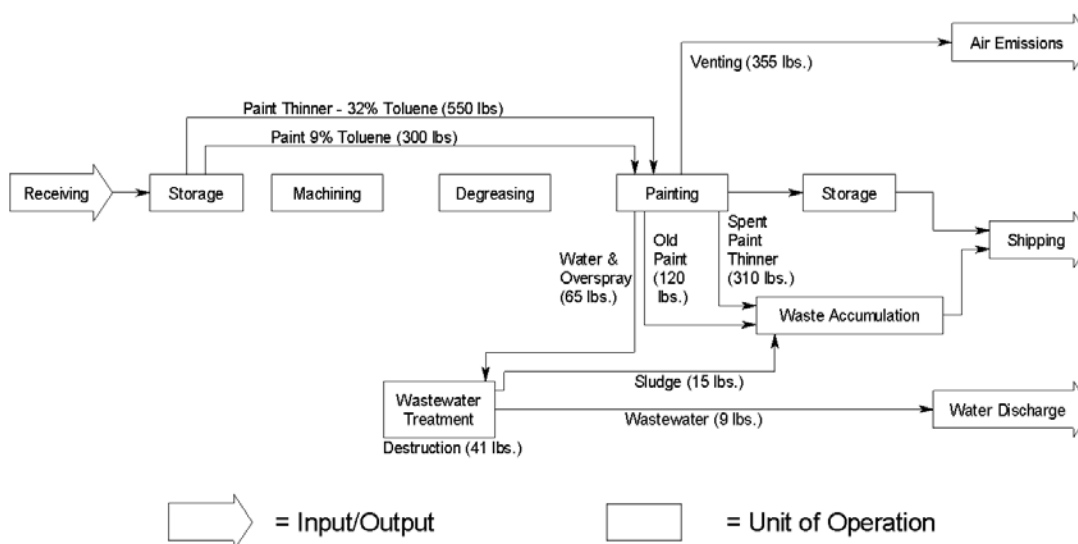 Air Emissions
Venting (355 lbs.)
Paint Thinner - 32% Toluene (550 lbs)
Paint 9% Toluene (300 lbs)
Receiving
Storage
Machining
Degreasing
Painting
Storage
Shipping
Water &
Overspray
(65 lbs.)
Old
Paint
(120
lbs.)
Spent
Paint
Thinner
(310 lbs.)
Waste Accumulation
Sludge (15 lbs.)
Wastewater
Treatment
Wastewater (9 lbs.)
Water Discharge
Destruction (41 lbs.)
= Input/Output
= Unit of Operation